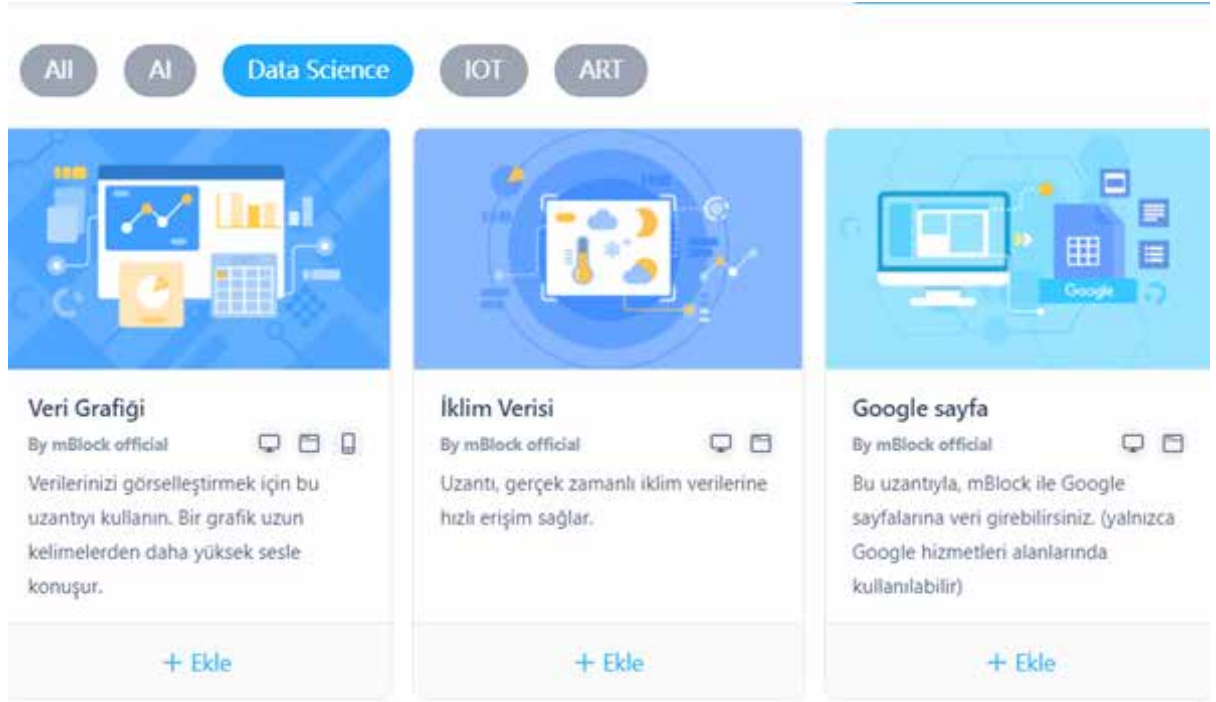 All
AI
Data Science
IOT
ART
Google
Veri Grafiği
By mBlock official
Verilerinizi görselleştirmek için bu
uzantıyı kullanın. Bir grafik uzun
kelimelerden daha yüksek sesle
konuşur.
+ Ekle
İklim Verisi
By mBlock official
Uzantı, gerçek zamanlı iklim verilerine
hızlı erişim sağlar.
+ Ekle
Google sayfa
By mBlock official
Bu uzantıyla, mBlock ile Google
sayfalarına veri girebilirsiniz. (yalnızca
Google hizmetleri alanlarında
kullanılabilir)
+ Ekle